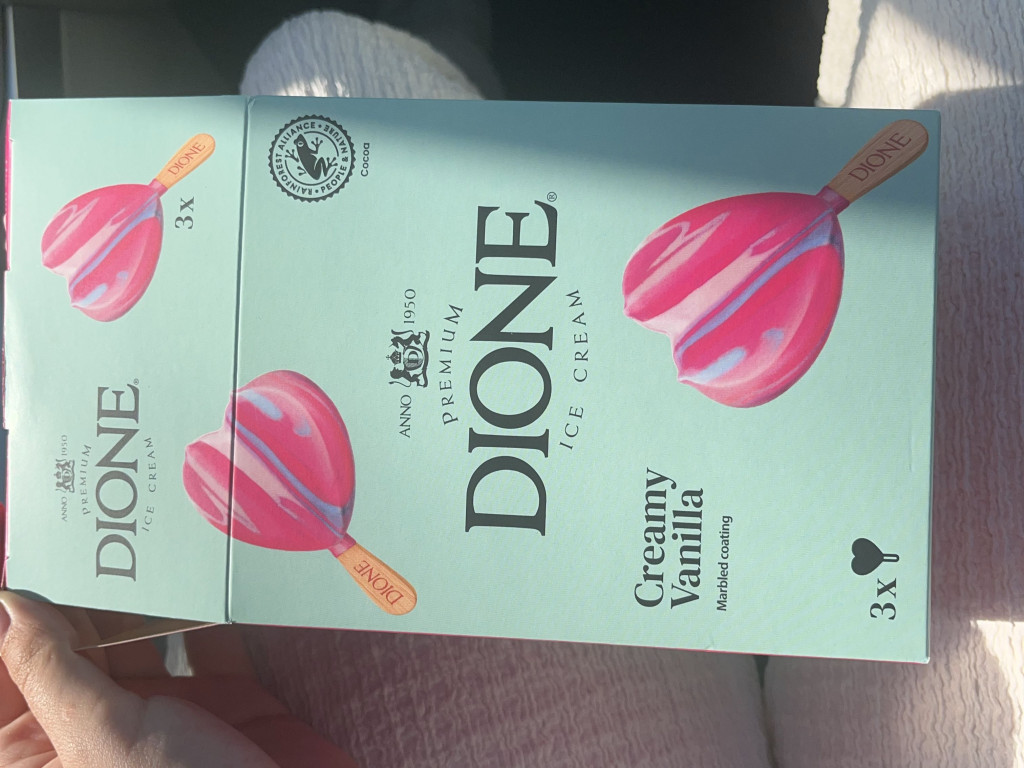 DIONE
3x
ANNO 1950
PREMIUM
DIONE®
ICE CREAM
RAINFOREST ALLIANCE • PEOPLE & NATURE •
Cocoa
DIONE
ANNO D 1950
PREMIUM
DIONE®
ICE CREAM
DIONE
Creamy
Vanilla
Marbled coating
3x